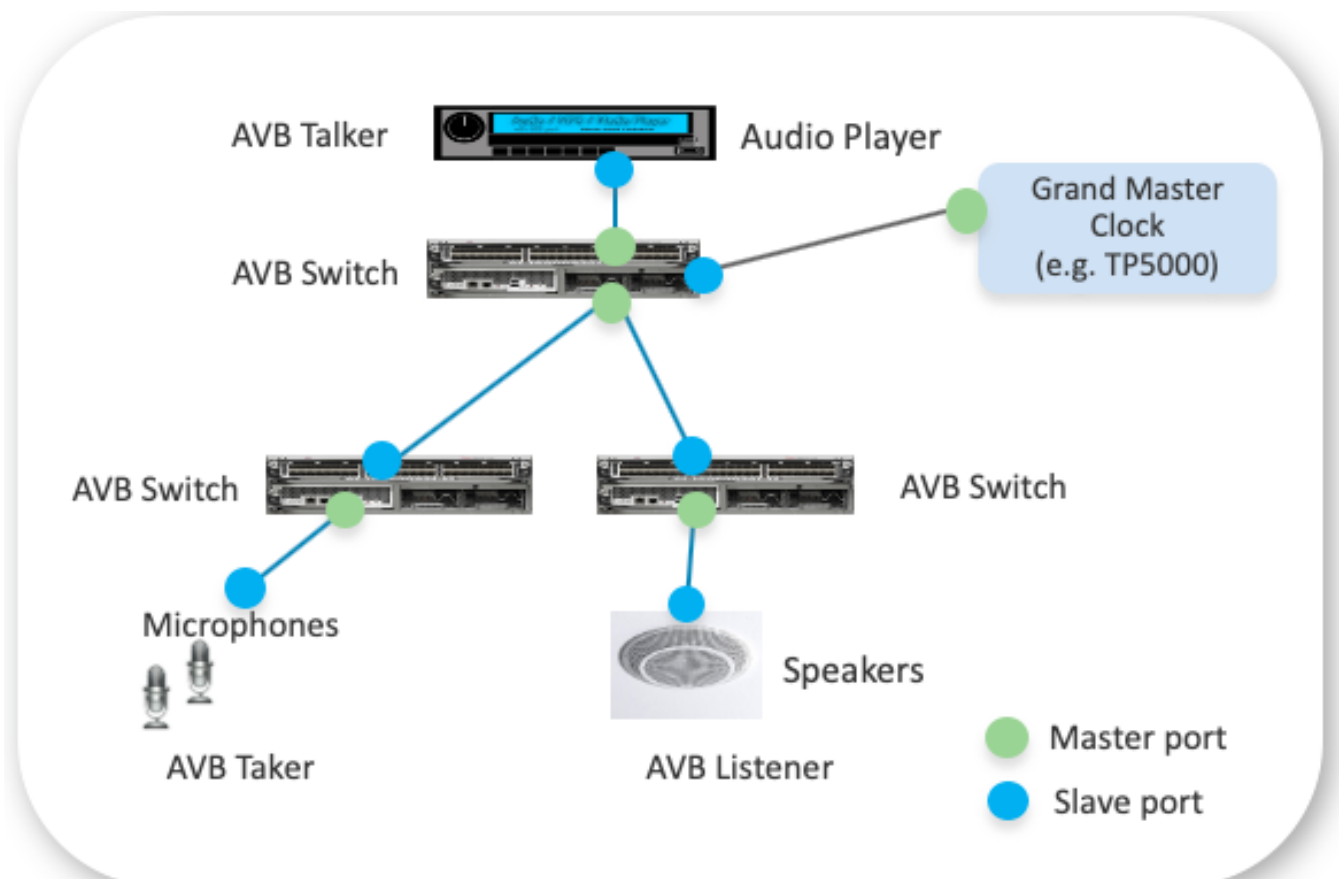 AVB Talker
Audio Player
Grand Master
Clock
(e.g. TP5000)
AVB Switch
AVB Switch
AVB Switch
Microphones
Speakers
AVB Taker
AVB Listener
Master port
Slave port